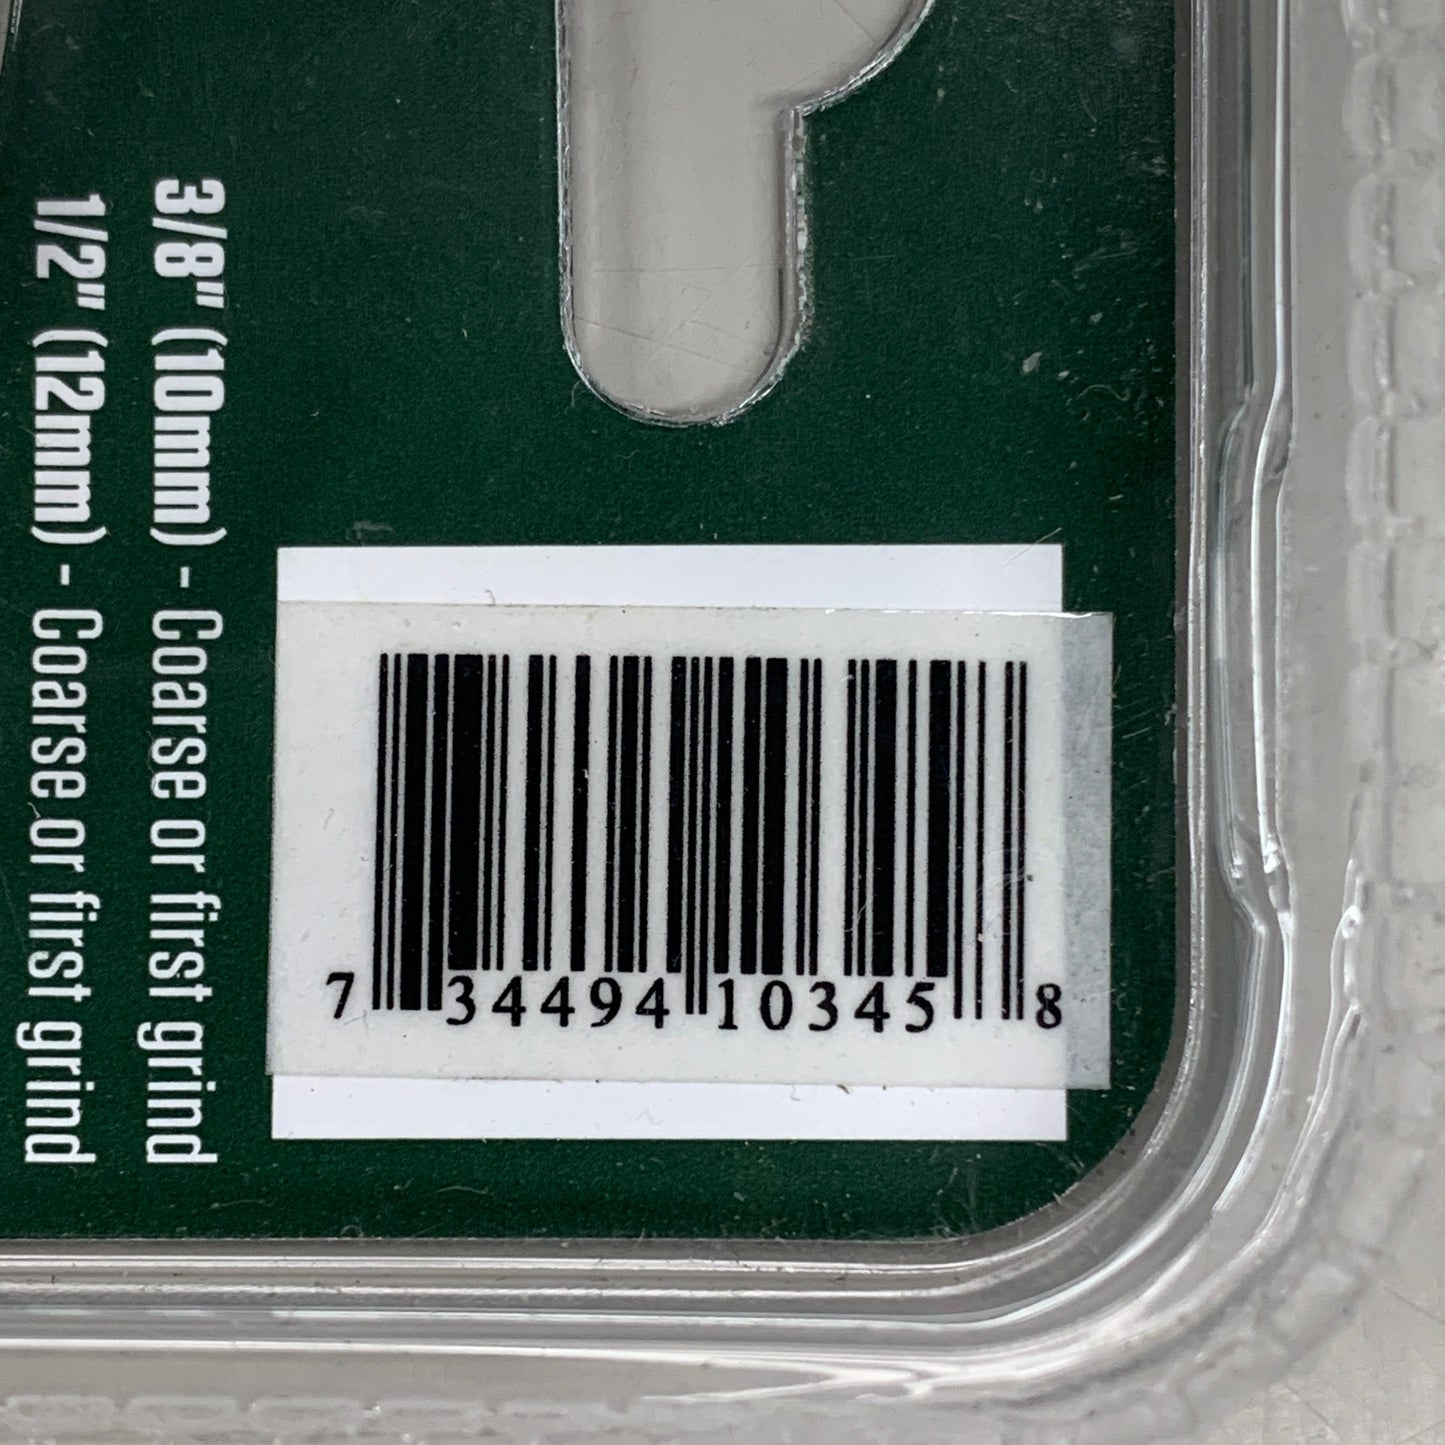 3/8" (10mm) - Coarse or first grind
1/2" (12mm) - Coarse or first grind
7 34494 10345 8